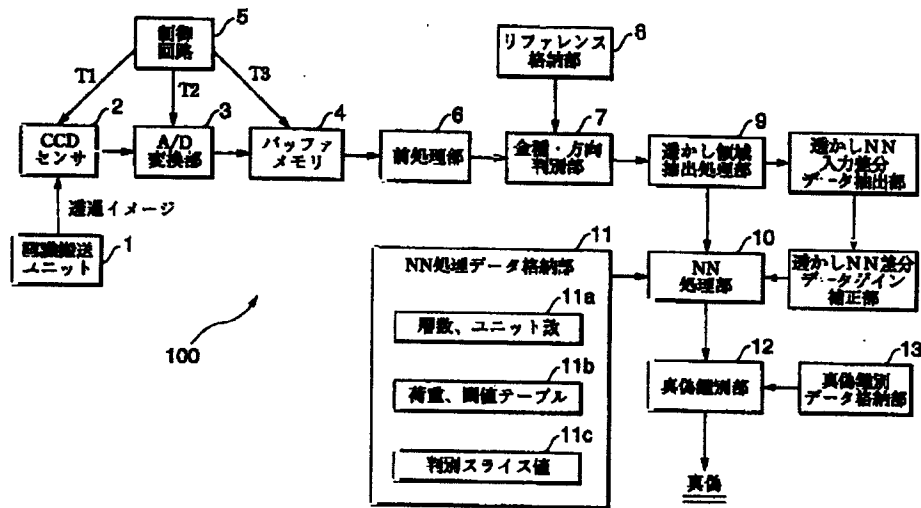 5
制御
回路
8
リファレンス
格納部
T1
T2
T3
2
CCD
センサ
3
A/D
変換部
4
バッファ
メモリ
6
前処理部
7
金種・方向
判別部
9
透かし領域
抽出処理部
透かしNN
入力差分
データ抽出部
透過イメージ
1
搬送
ユニット
11
NN処理データ格納部
10
NN
処理部
透かしNN差分
データゲイン
補正部
11a
層数、ユニット数
100
11b
荷重、閾値テーブル
12
真偽鑑別部
13
真偽鑑別
データ格納部
11c
判別スライス値
真偽